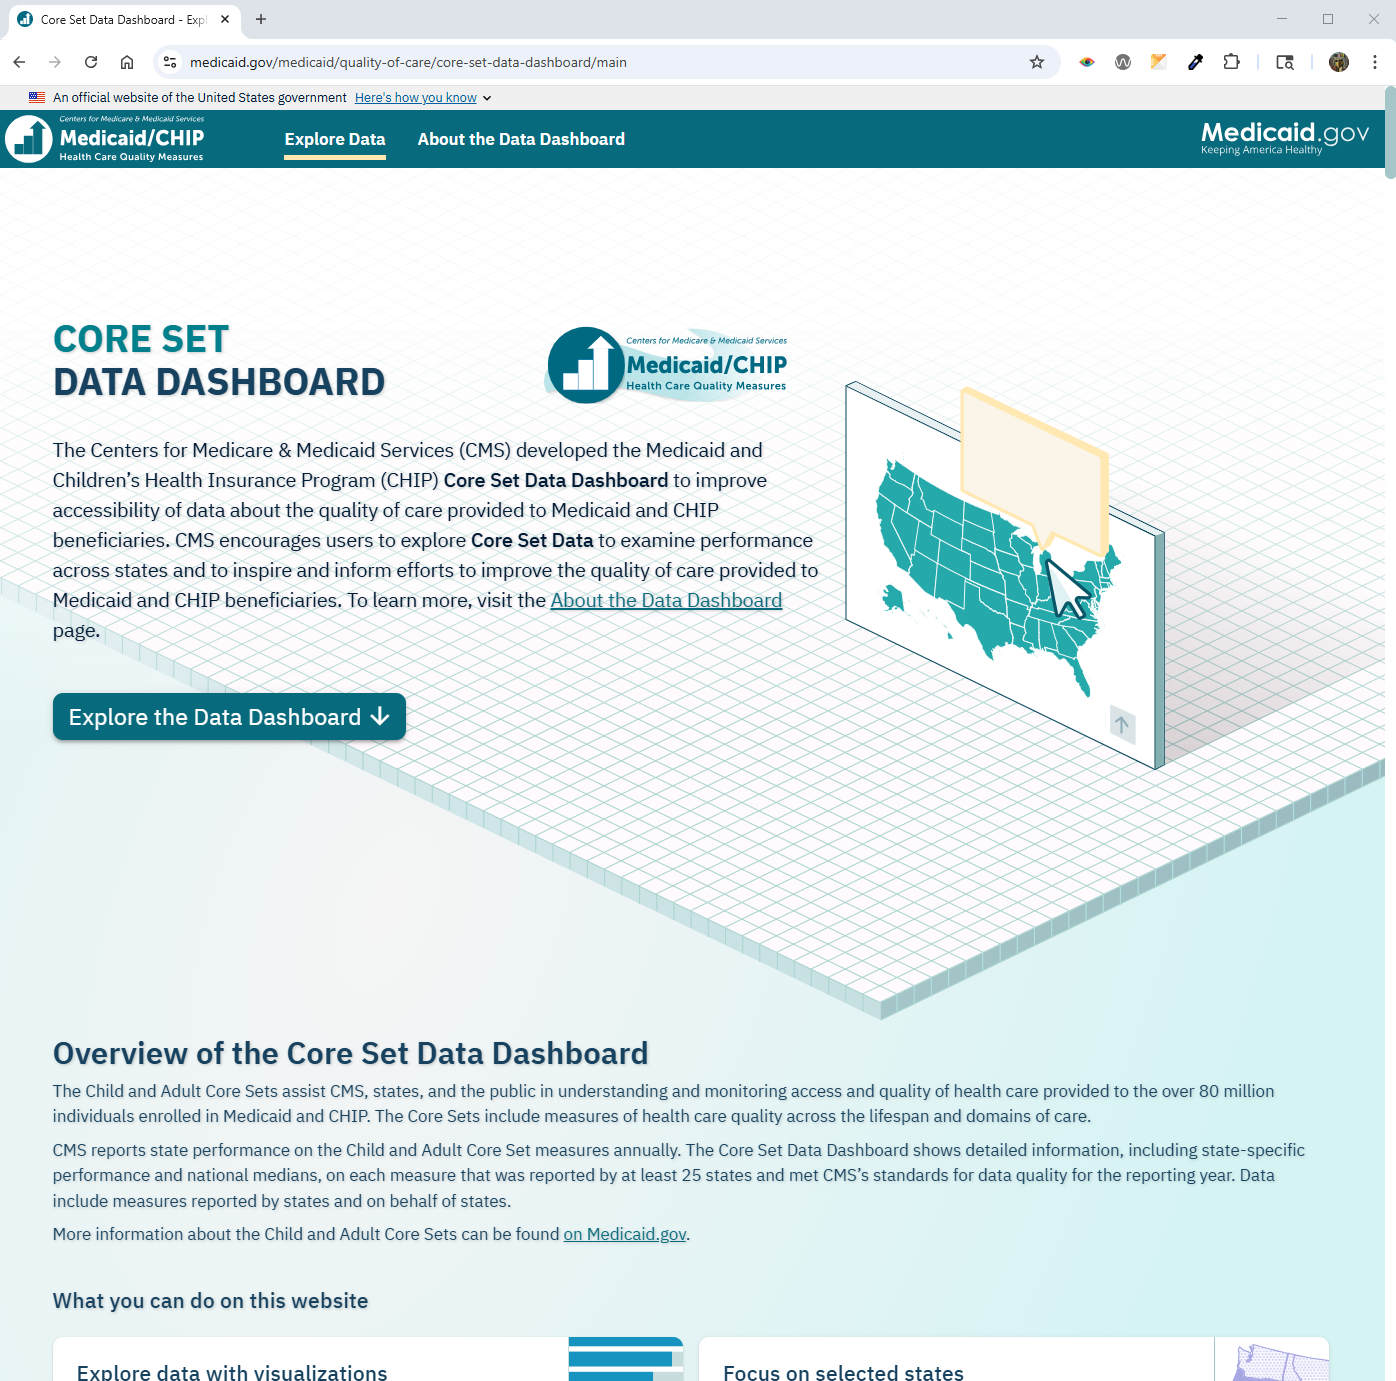 Core Set Data Dashboard - Expl
medicaid.gov/medicaid/quality-of-care/core-set-data-dashboard/main
An official website of the United States government Here's how you know
Centers for Medicare & Medicaid Services
Medicaid/CHIP
Health Care Quality Measures
Explore Data
About the Data Dashboard
Medicaid.gov
Keeping America Healthy
CORE SET
DATA DASHBOARD
Centers for Medicare & Medicaid Services
Medicaid/CHIP
Health Care Quality Measures
The Centers for Medicare & Medicaid Services (CMS) developed the Medicaid and
Children’s Health Insurance Program (CHIP) Core Set Data Dashboard to improve
accessibility of data about the quality of care provided to Medicaid and CHIP
beneficiaries. CMS encourages users to explore Core Set Data to examine performance
across states and to inspire and inform efforts to improve the quality of care provided to
Medicaid and CHIP beneficiaries. To learn more, visit the About the Data Dashboard
page.
Explore the Data Dashboard
Overview of the Core Set Data Dashboard
The Child and Adult Core Sets assist CMS, states, and the public in understanding and monitoring access and quality of health care provided to the over 80 million
individuals enrolled in Medicaid and CHIP. The Core Sets include measures of health care quality across the lifespan and domains of care.
CMS reports state performance on the Child and Adult Core Set measures annually. The Core Set Data Dashboard shows detailed information, including state-specific
performance and national medians, on each measure that was reported by at least 25 states and met CMS’s standards for data quality for the reporting year. Data
include measures reported by states and on behalf of states.
More information about the Child and Adult Core Sets can be found on Medicaid.gov.
What you can do on this website
Explore data with visualizations
Focus on selected states